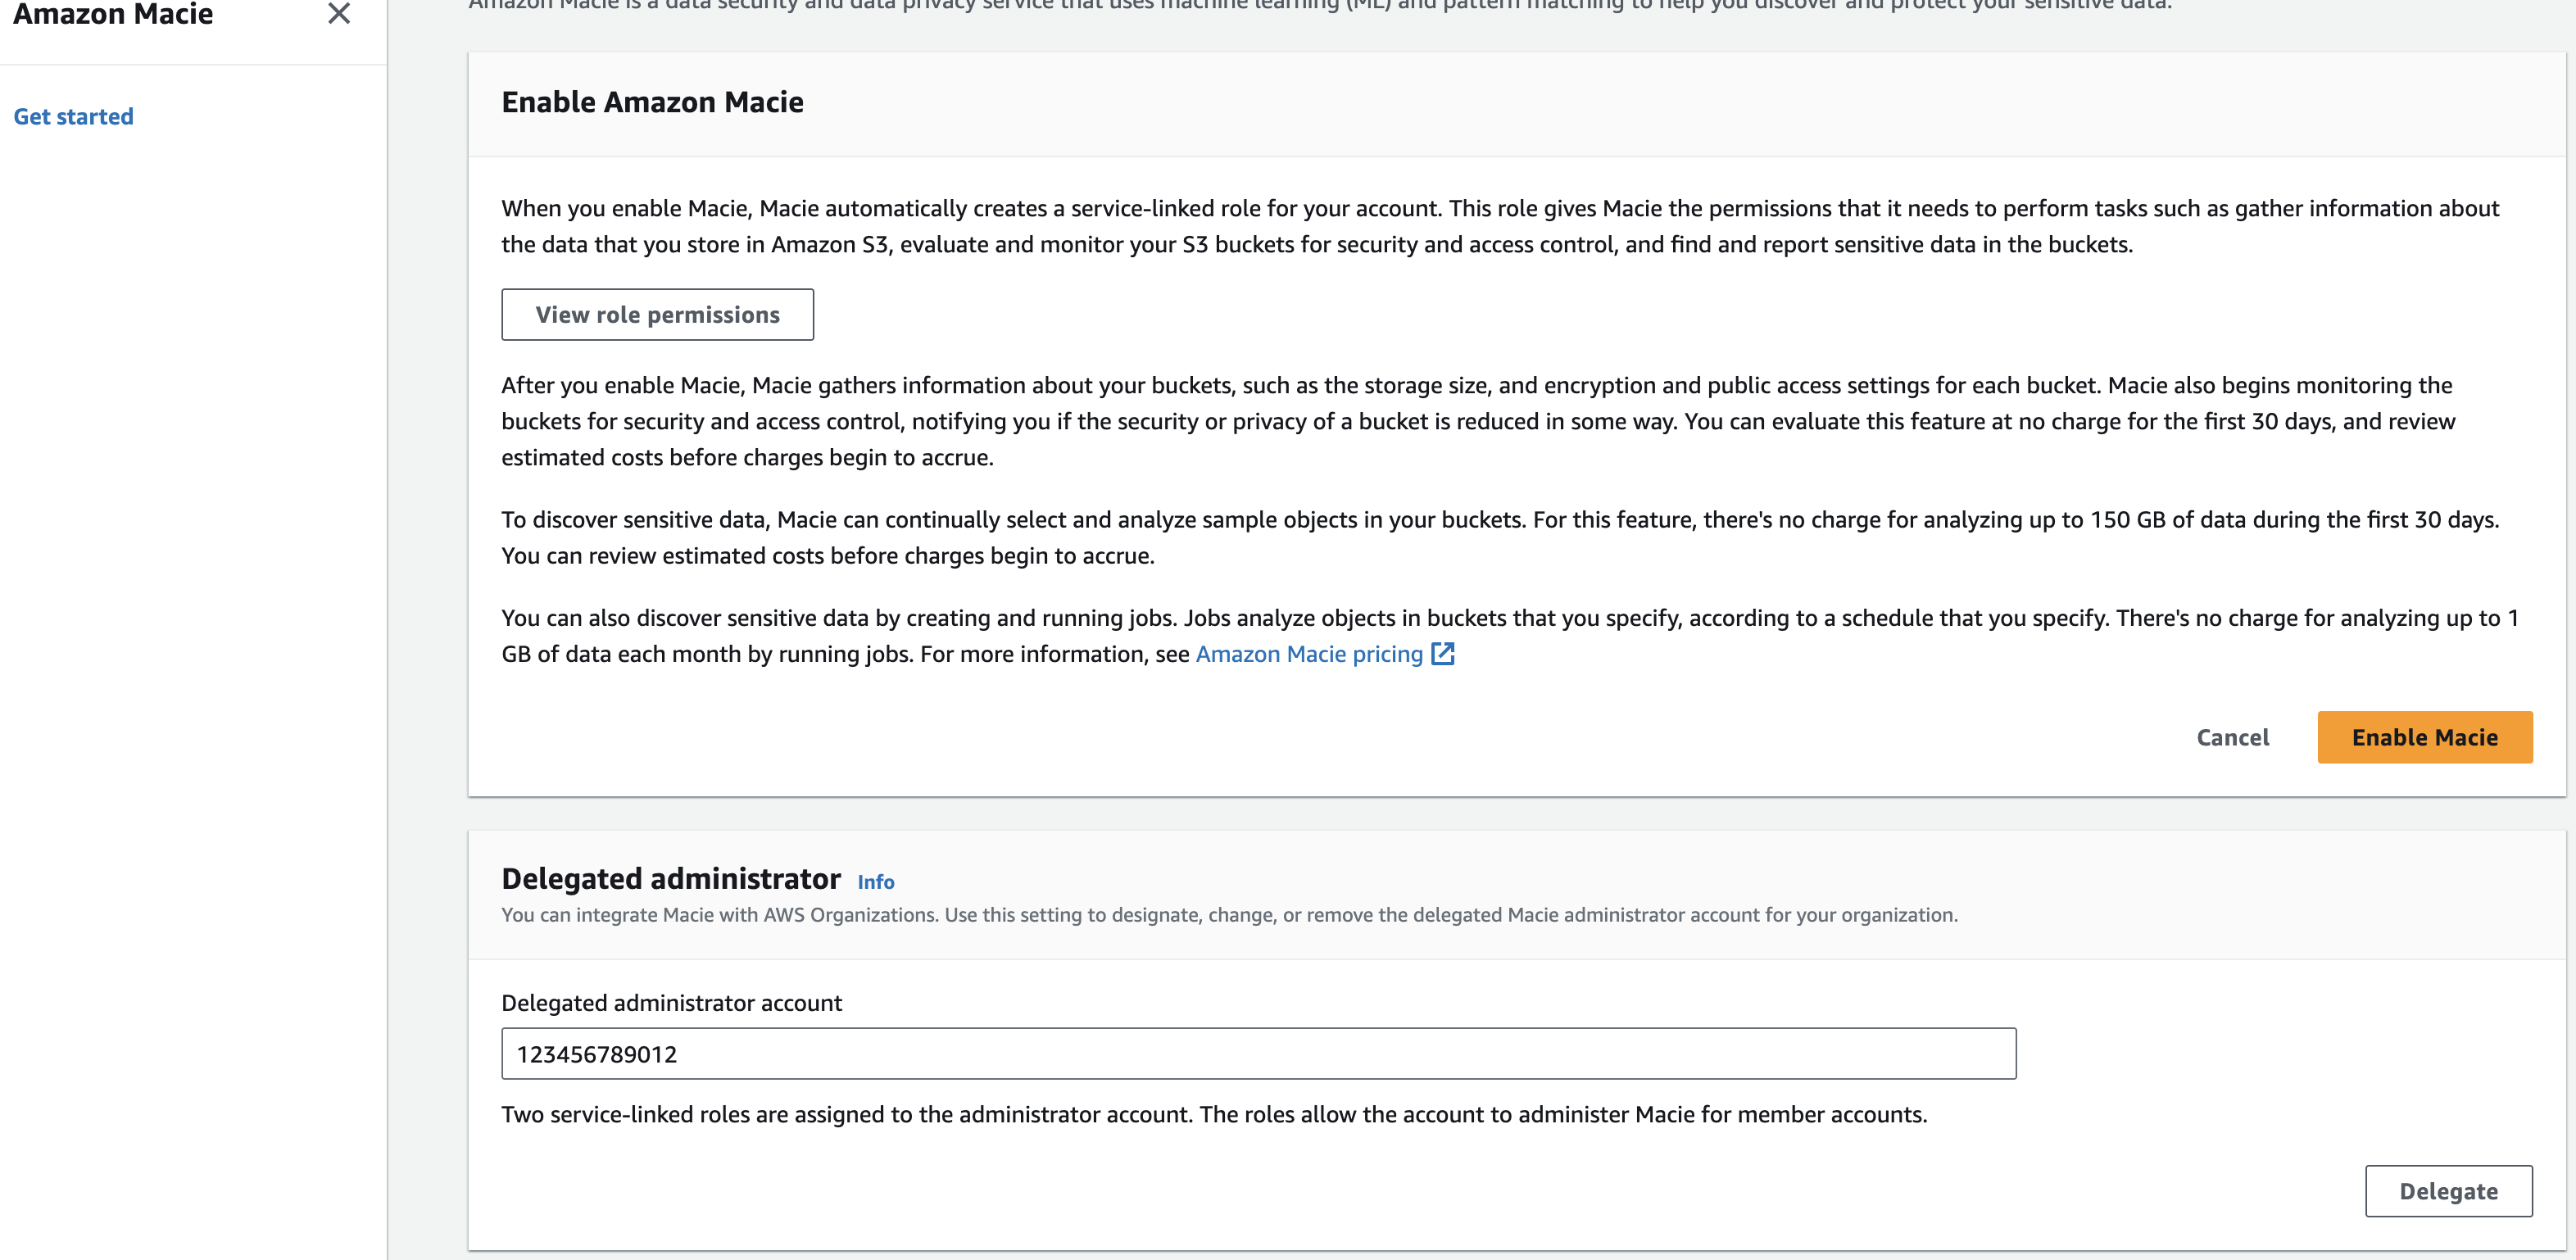 Amazon Macie
Get started
Amazon Macie is a data security and data privacy service that uses machine learning (ML) and pattern matching to help you discover and protect your sensitive data.
Enable Amazon Macie
When you enable Macie, Macie automatically creates a service-linked role for your account. This role gives Macie the permissions that it needs to perform tasks such as gather information about
the data that you store in Amazon S3, evaluate and monitor your S3 buckets for security and access control, and find and report sensitive data in the buckets.
View role permissions
After you enable Macie, Macie gathers information about your buckets, such as the storage size, and encryption and public access settings for each bucket. Macie also begins monitoring the
buckets for security and access control, notifying you if the security or privacy of a bucket is reduced in some way. You can evaluate this feature at no charge for the first 30 days, and review
estimated costs before charges begin to accrue.
To discover sensitive data, Macie can continually select and analyze sample objects in your buckets. For this feature, there's no charge for analyzing up to 150 GB of data during the first 30 days.
You can review estimated costs before charges begin to accrue.
You can also discover sensitive data by creating and running jobs. Jobs analyze objects in buckets that you specify, according to a schedule that you specify. There's no charge for analyzing up to 1
GB of data each month by running jobs. For more information, see Amazon Macie pricing
Cancel
Enable Macie
Delegated administrator Info
You can integrate Macie with AWS Organizations. Use this setting to designate, change, or remove the delegated Macie administrator account for your organization.
Delegated administrator account
123456789012
Two service-linked roles are assigned to the administrator account. The roles allow the account to administer Macie for member accounts.
Delegate